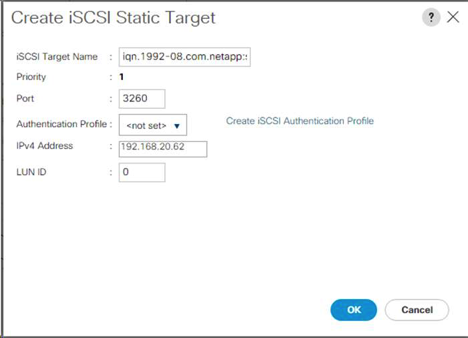 Create iSCSI Static Target ? ×
iSCSI Target Name : iqn.1992-08.com.netapp:
Priority : 1
Port : 3260
Authentication Profile : <not set> Create iSCSI Authentication Profile
IPv4 Address : 192.168.20.62
LUN ID : 0
OK Cancel